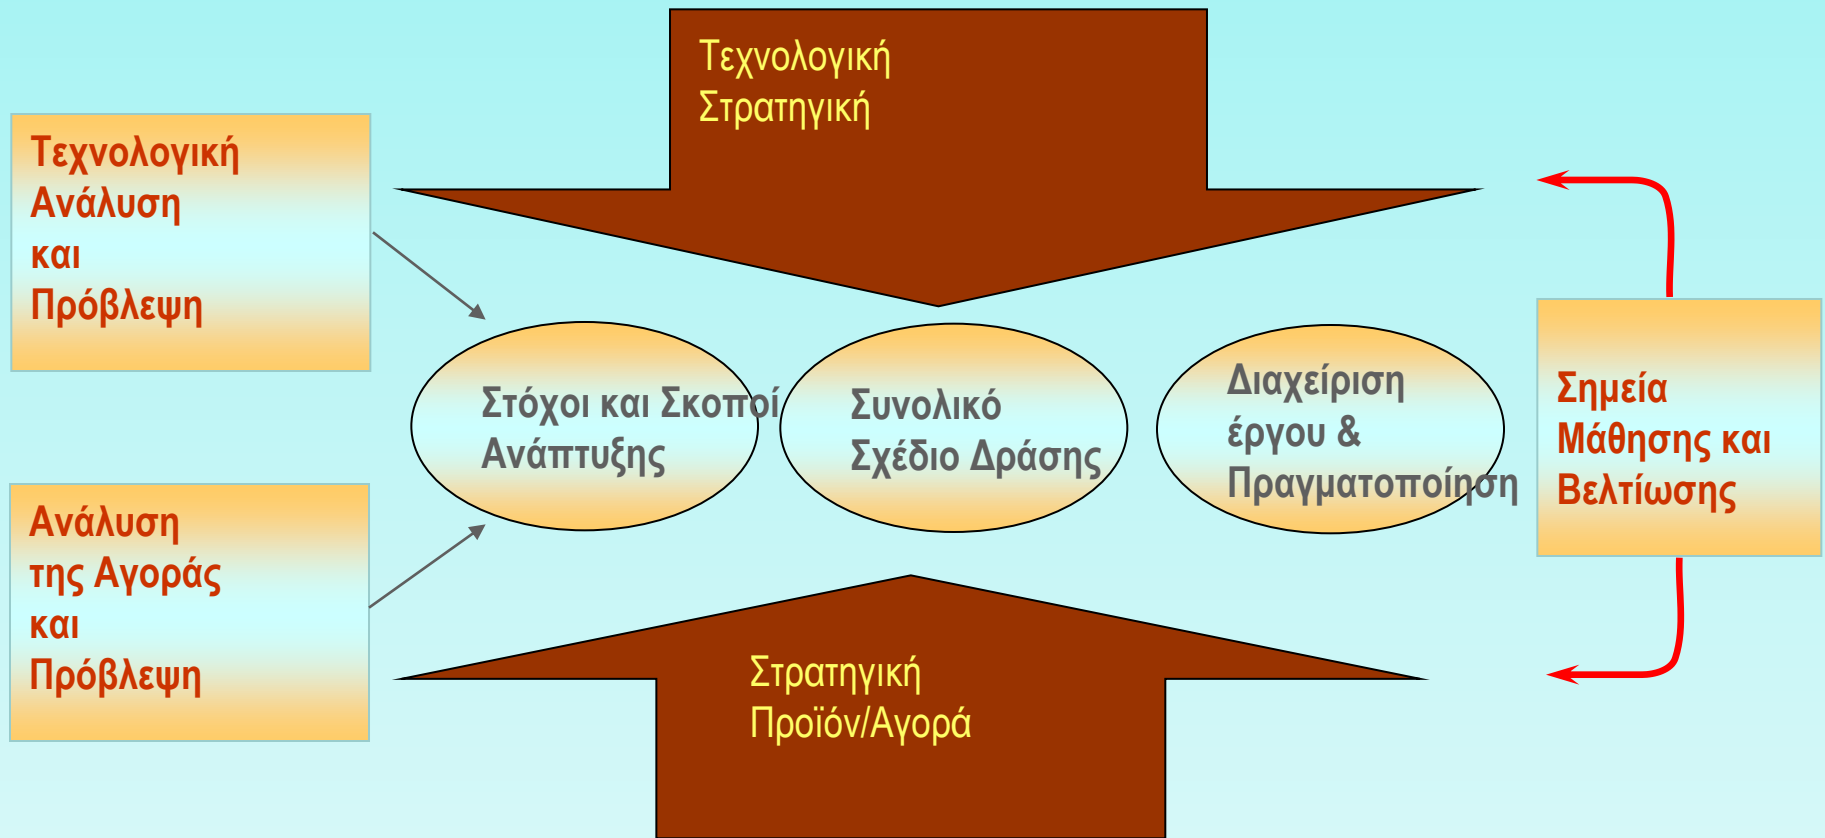 Τεχνολογική
Στρατηγική
Τεχνολογική
Ανάλυση
και
Πρόβλεψη
Στόχοι και Σκοποί
Ανάπτυξης
Συνολικό
Σχέδιο Δράσης
Διαχείριση
έργου &
Πραγματοποίηση
Σημεία
Μάθησης και
Βελτίωσης
Ανάλυση
της Αγοράς
και
Πρόβλεψη
Στρατηγική
Προϊόν/Αγορά